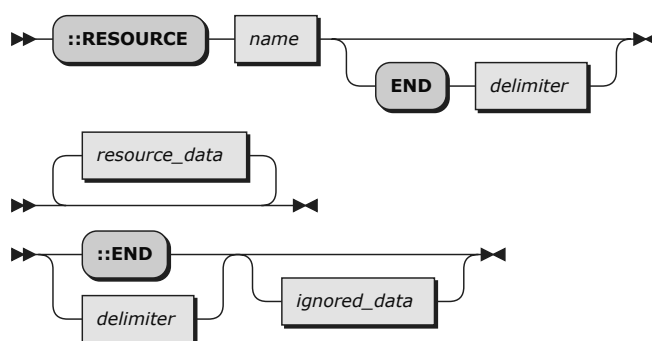 ::RESOURCE name
END delimiter
resource_data
::END
delimiter ignored_data